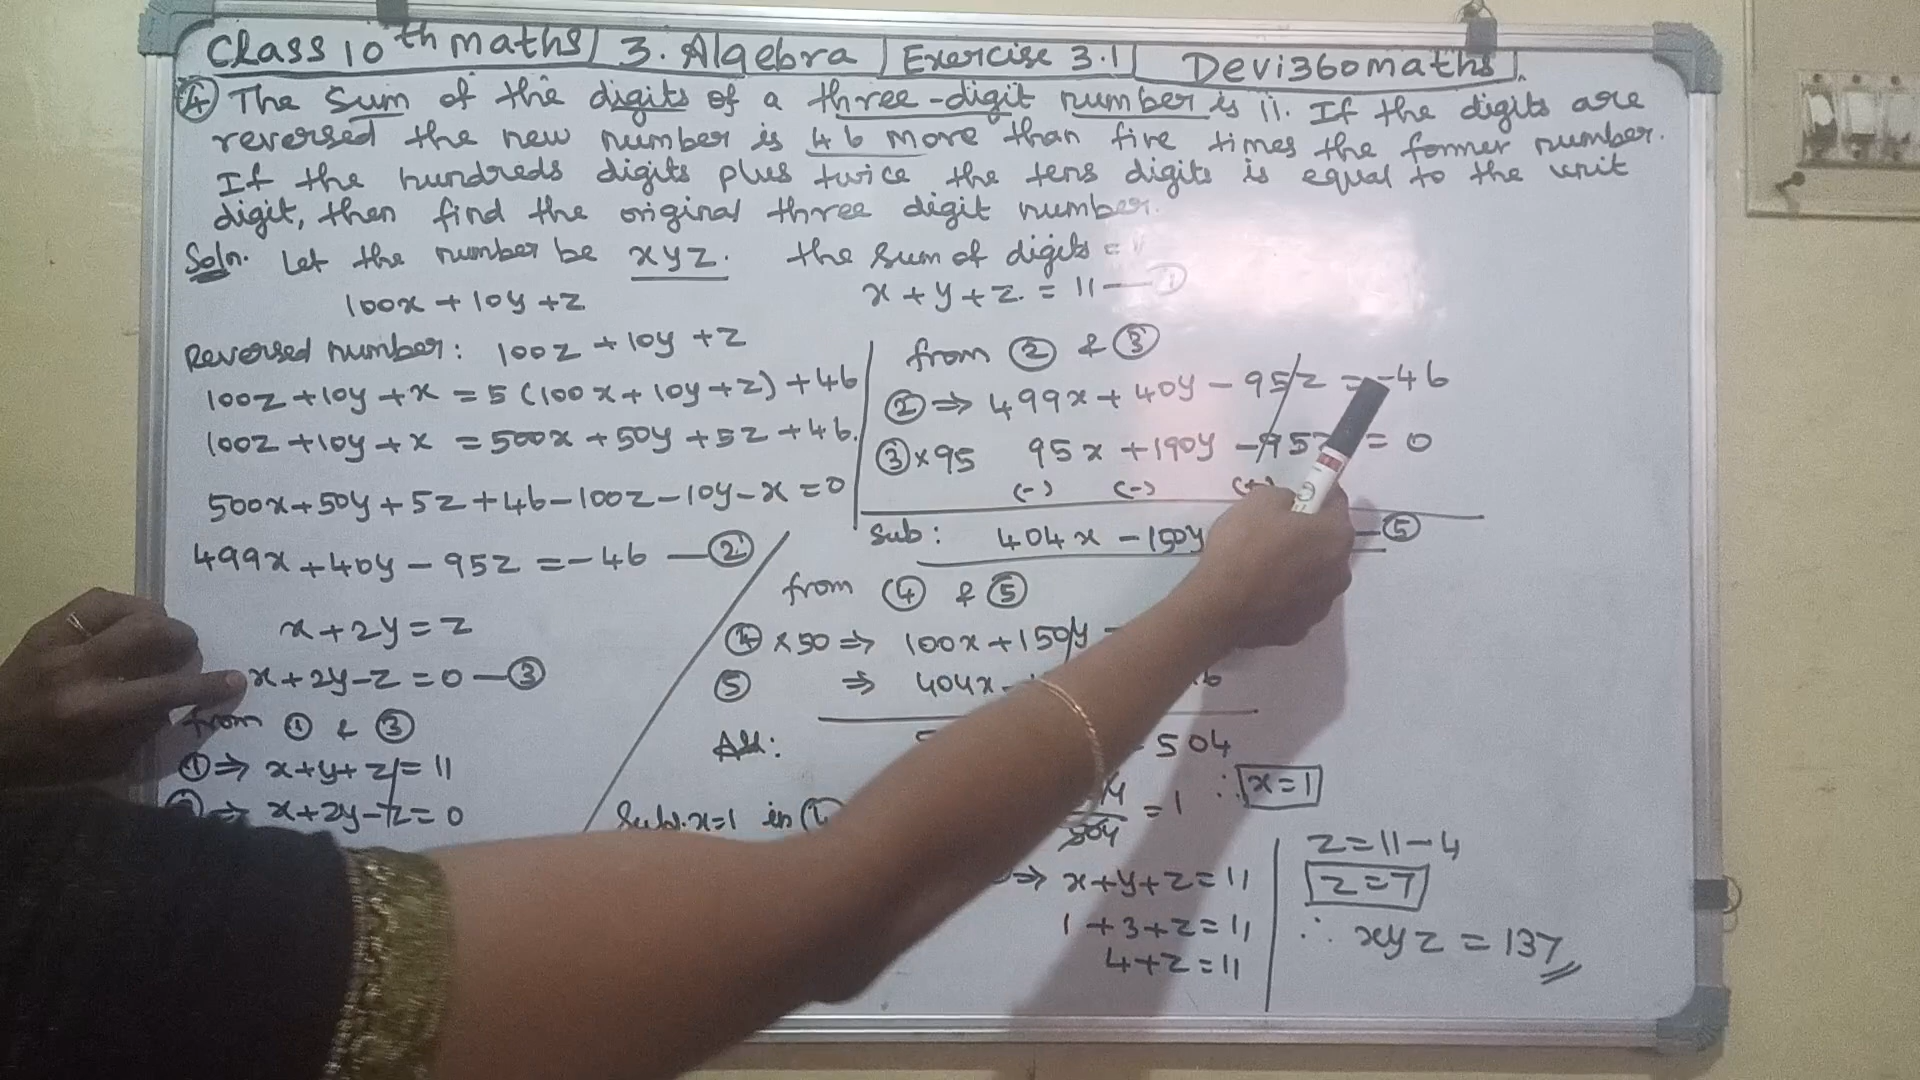 Class 10th maths / 3. Algebra / Exercise 3.1 / Devi360maths
④ The Sum of the digits of a three-digit number is 11. If the digits are
reversed the new number is 46 more than five times the former number.
If the hundreds digits plus twice the tens digits is equal to the unit
digit, then find the original three digit number.
Soln. Let the number be xyz. the sum of digits = 11
100x + 10y + z
x + y + z. = 11 — ①
Reversed number: 100z + 10y + z
100z + 10y + x = 5 (100x + 10y + z) + 46
100z + 10y + x = 500x + 50y + 5z + 46.
500x + 50y + 5z + 46 - 100z - 10y - x = 0
499x + 40y - 95z = -46 — ②
x + 2y = z
x + 2y - z = 0 — ③
from ① & ③
① ⇒ x + y + z = 11
⇒ x + 2y - z = 0
from ② & ③
② ⇒ 499x + 40y - 95z = -46
③ × 95 95x + 190y - 95z = 0
(-) (-) (+)
Sub: 404x - 150y — ⑤
from ④ & ⑤
④ × 50 ⇒ 100x + 150y =
⑤ ⇒ 404x -
Add: 504
= 1 ∴ x = 1
504
Sub. x=1 in ④
⇒ x + y + z = 11
1 + 3 + z = 11
4 + z = 11
z = 11 - 4
z = 7
∴ xyz = 137